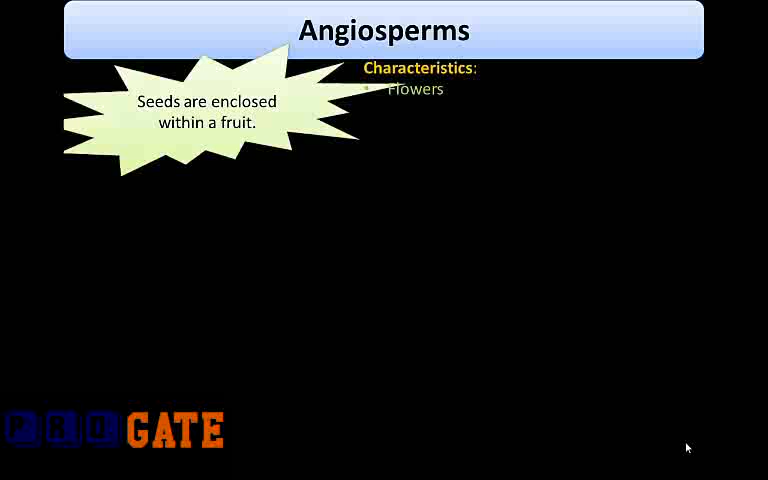 Angiosperms
Seeds are enclosed
within a fruit.
Characteristics:
• Flowers
PRO GATE